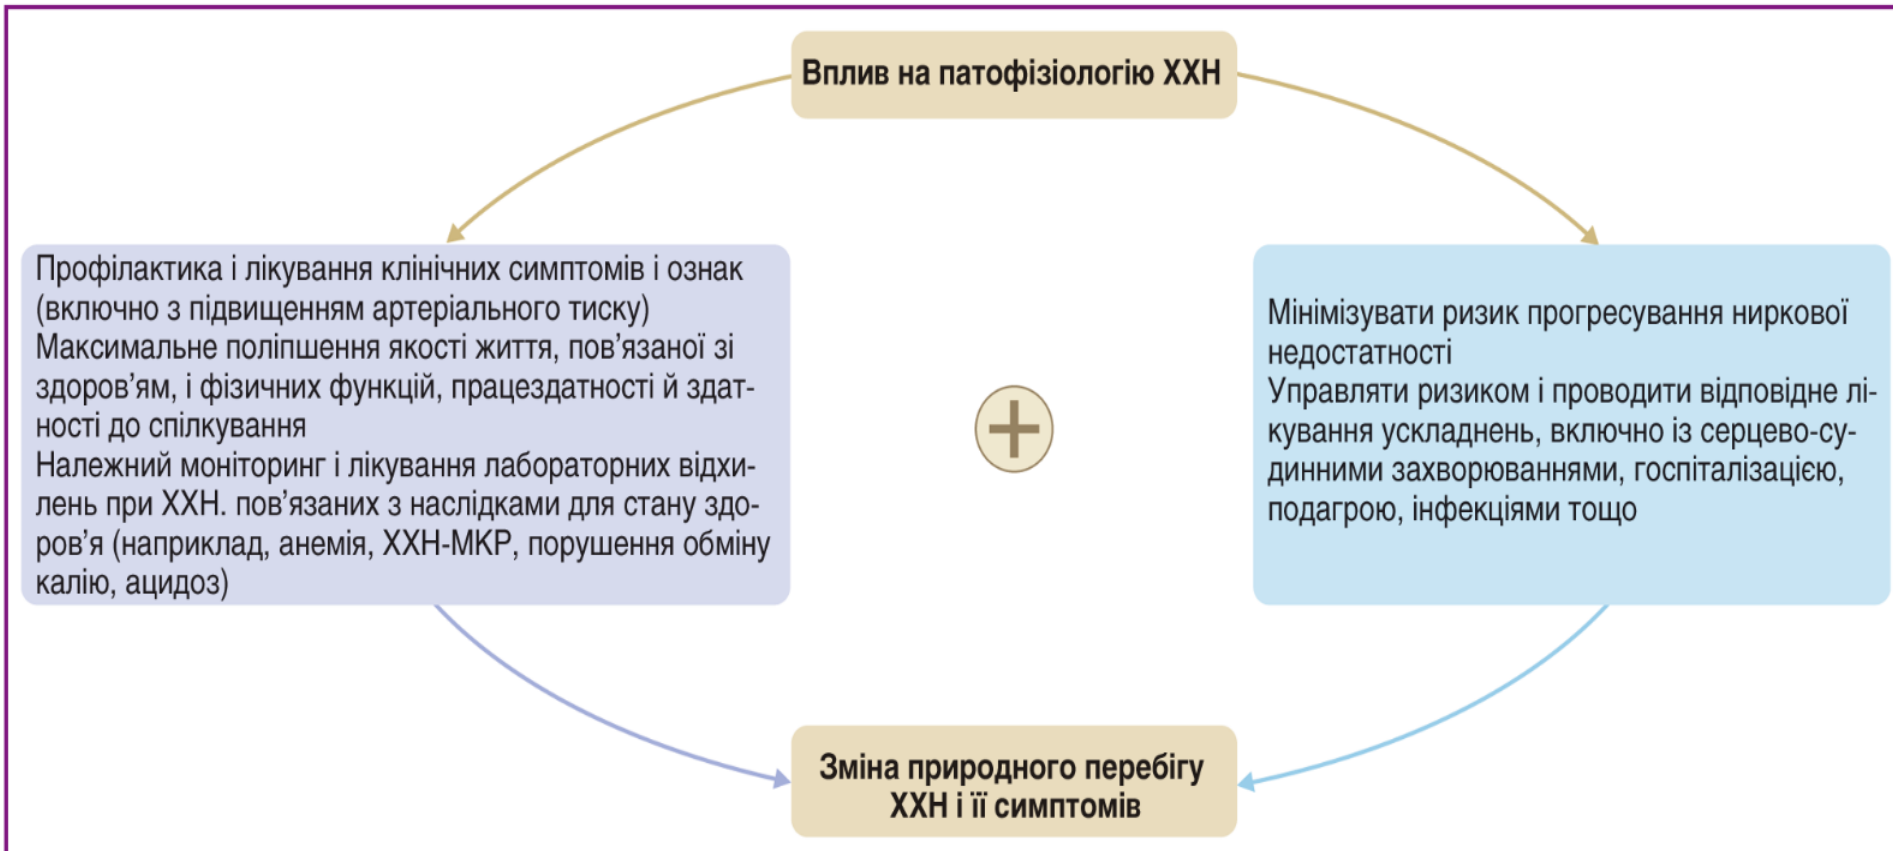 Вплив на патофізіологію ХХН
Профілактика і лікування клінічних симптомів і ознак
(включно з підвищенням артеріального тиску)
Максимальне поліпшення якості життя, пов’язаної зі
здоров’ям, і фізичних функцій, працездатності й здат-
ності до спілкування
Належний моніторинг і лікування лабораторних відхи-
лень при ХХН. пов’язаних з наслідками для стану здо-
ров’я (наприклад, анемія, ХХН-МКР, порушення обміну
калію, ацидоз)
Мінімізувати ризик прогресування ниркової
недостатності
Управляти ризиком і проводити відповідне лі-
кування ускладнень, включно із серцево-су-
динними захворюваннями, госпіталізацією,
подагрою, інфекціями тощо
Зміна природного перебігу
ХХН і її симптомів